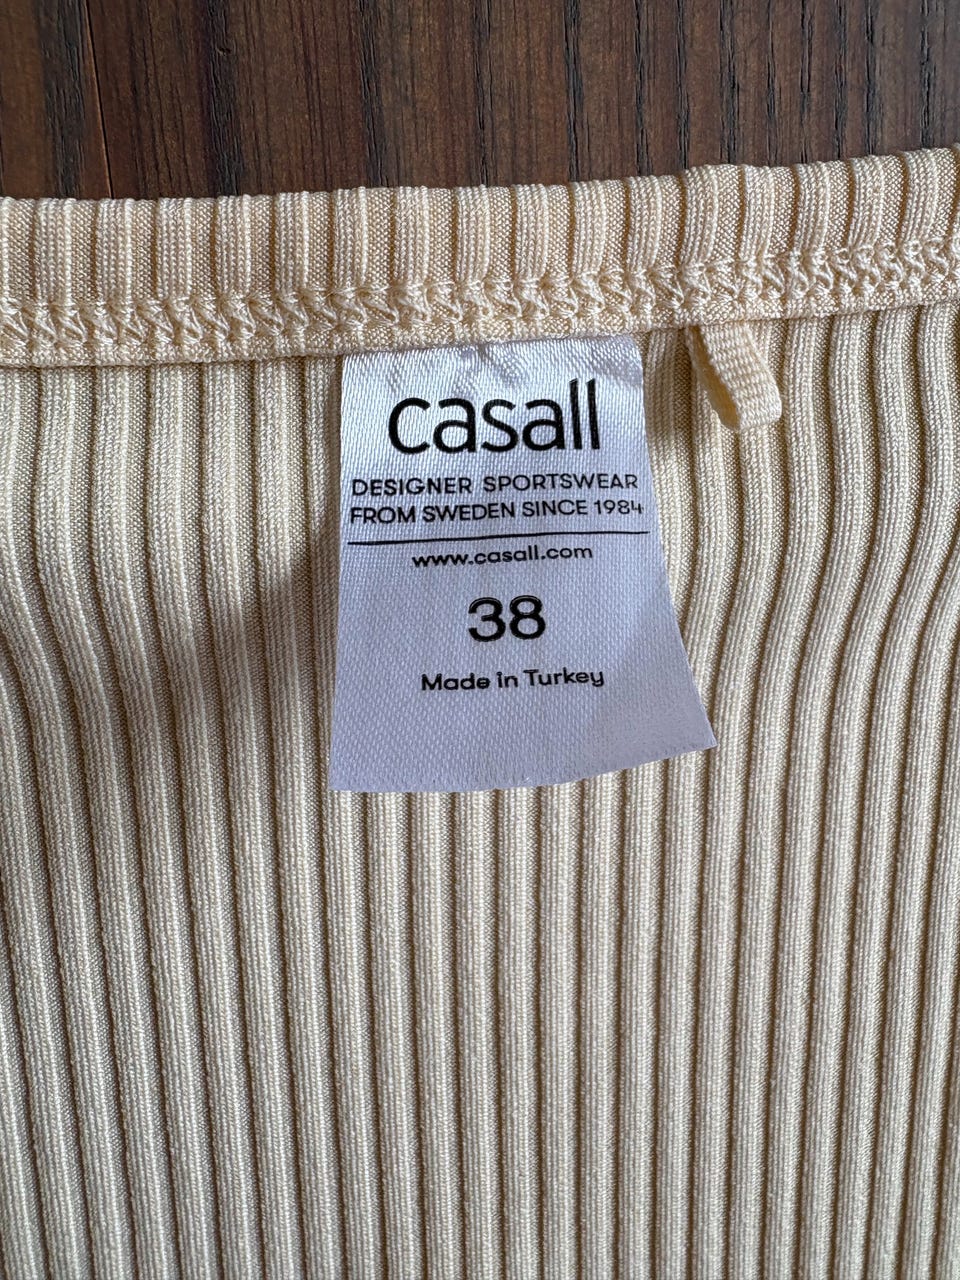 casall
DESIGNER SPORTSWEAR
FROM SWEDEN SINCE 1984
www.casall.com
38
Made in Turkey